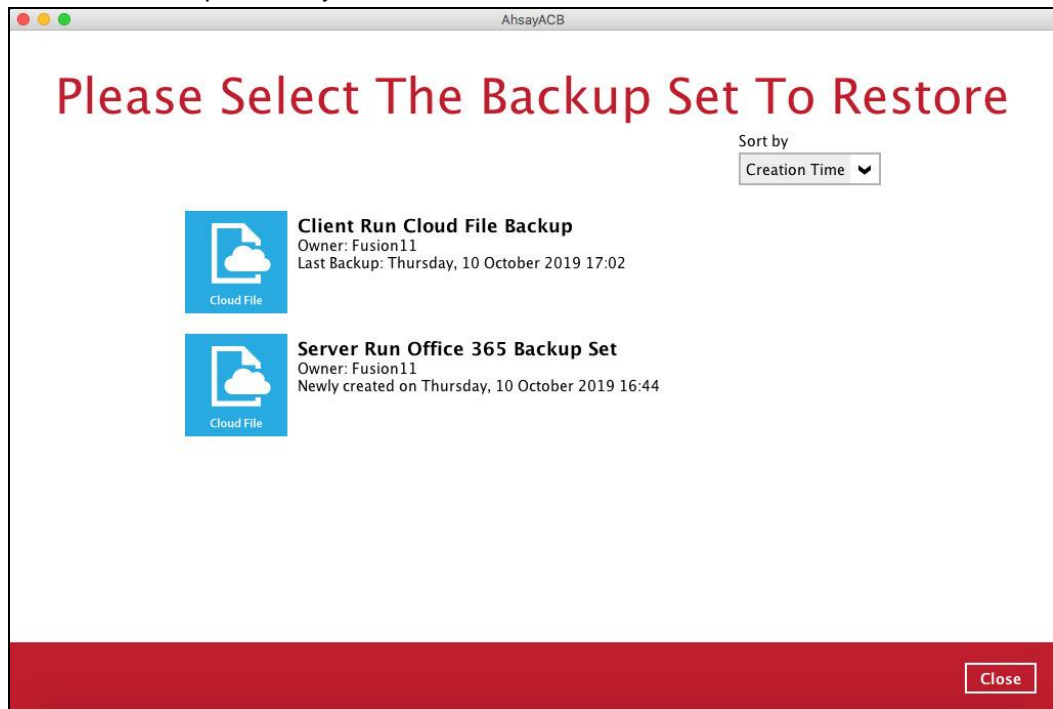 AhsayACB
Please Select The Backup Set To Restore
Sort by
Creation Time
Client Run Cloud File Backup
Owner: Fusion11
Last Backup: Thursday, 10 October 2019 17:02
Cloud File
Server Run Office 365 Backup Set
Owner: Fusion11
Newly created on Thursday, 10 October 2019 16:44
Cloud File
Close